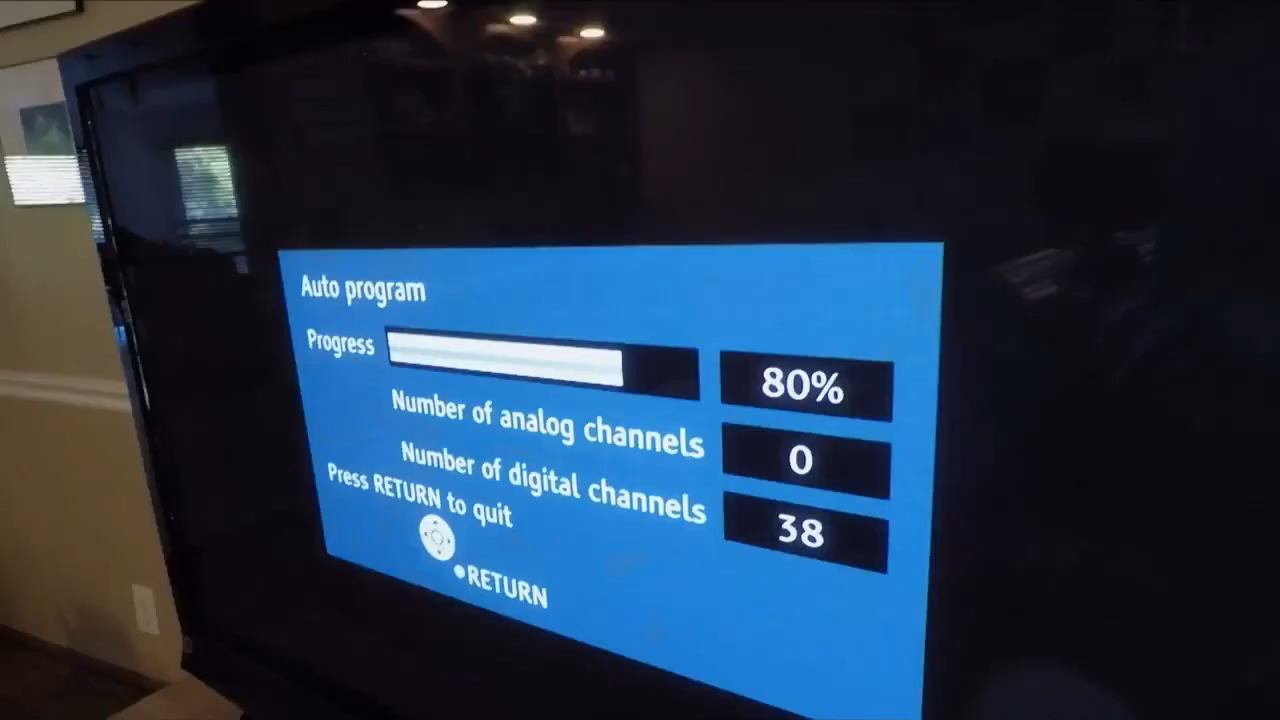 Auto program
Progress 80%
Number of analog channels 0
Number of digital channels 38
Press RETURN to quit
RETURN